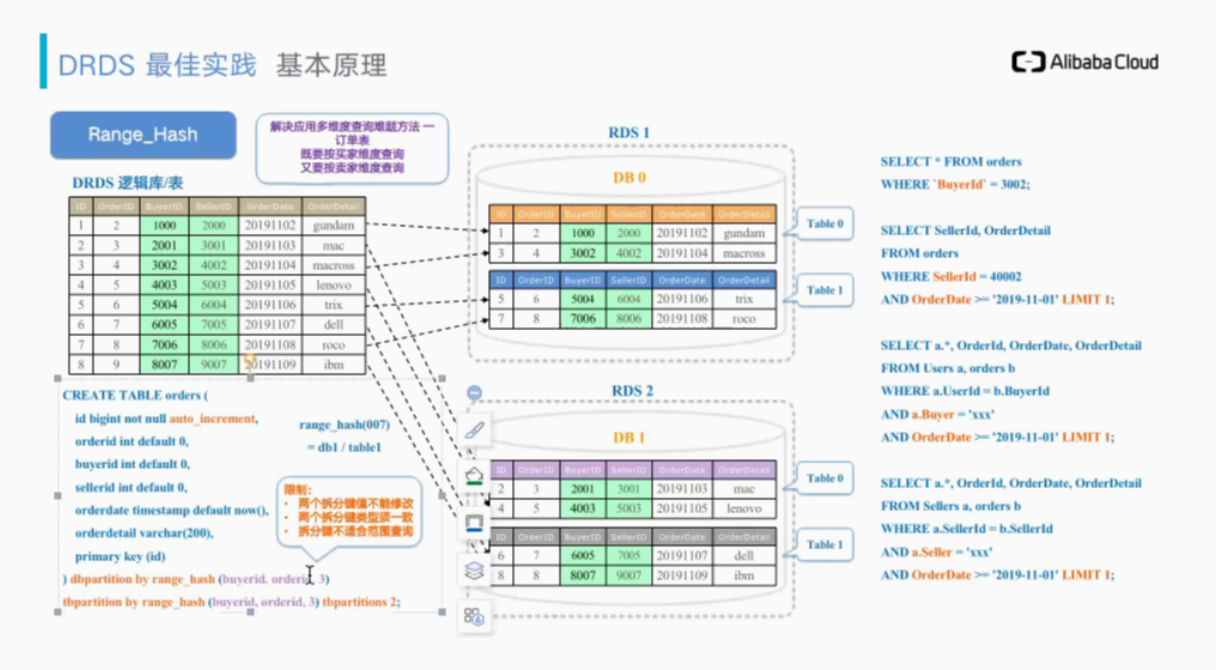 DRDS 最佳实践 基本原理
Alibaba Cloud
Range_Hash
解决应用多维度查询难题方法 一
订单表
既要按买家维度查询
又要按卖家维度查询
DRDS 逻辑库/表
ID OrderID BuyerID SellerID OrderDate OrderDetail
1 2 1000 2000 20191102 gundam
2 3 2001 3001 20191103 mac
3 4 3002 4002 20191104 macross
4 5 4003 5003 20191105 lenovo
5 6 5004 6004 20191106 trix
6 7 6005 7005 20191107 dell
7 8 7006 8006 20191108 roco
8 9 8007 9007 20191109 ibm
CREATE TABLE orders (
id bigint not null auto_increment,
orderid int default 0,
buyerid int default 0,
sellerid int default 0,
orderdate timestamp default now(),
orderdetail varchar(200),
primary key (id)
) dbpartition by range_hash (buyerid, orderid, 3)
tbpartition by range_hash (buyerid, orderid, 3) tbpartitions 2;
range_hash(007)
= db1 / table1
限制：
• 两个拆分键值不能修改
• 两个拆分键类型须一致
• 拆分键不适合范围查询
RDS 1
DB 0
ID OrderID BuyerID SellerID OrderDate OrderDetail
1 2 1000 2000 20191102 gundam
3 4 3002 4002 20191104 macross
Table 0
ID OrderID BuyerID SellerID OrderDate OrderDetail
5 6 5004 6004 20191106 trix
7 8 7006 8006 20191108 roco
Table 1
RDS 2
DB 1
ID OrderID BuyerID SellerID OrderDate OrderDetail
2 3 2001 3001 20191103 mac
4 5 4003 5003 20191105 lenovo
Table 0
ID OrderID BuyerID SellerID OrderDate OrderDetail
6 7 6005 7005 20191107 dell
8 8 8007 9007 20191109 ibm
Table 1
SELECT * FROM orders
WHERE `BuyerId` = 3002;
SELECT SellerId, OrderDetail
FROM orders
WHERE SellerId = 40002
AND OrderDate >= '2019-11-01' LIMIT 1;
SELECT a.*, OrderId, OrderDate, OrderDetail
FROM Users a, orders b
WHERE a.UserId = b.BuyerId
AND a.Buyer = 'xxx'
AND OrderDate >= '2019-11-01' LIMIT 1;
SELECT a.*, OrderId, OrderDate, OrderDetail
FROM Sellers a, orders b
WHERE a.SellerId = b.SellerId
AND a.Seller = 'xxx'
AND OrderDate >= '2019-11-01' LIMIT 1;